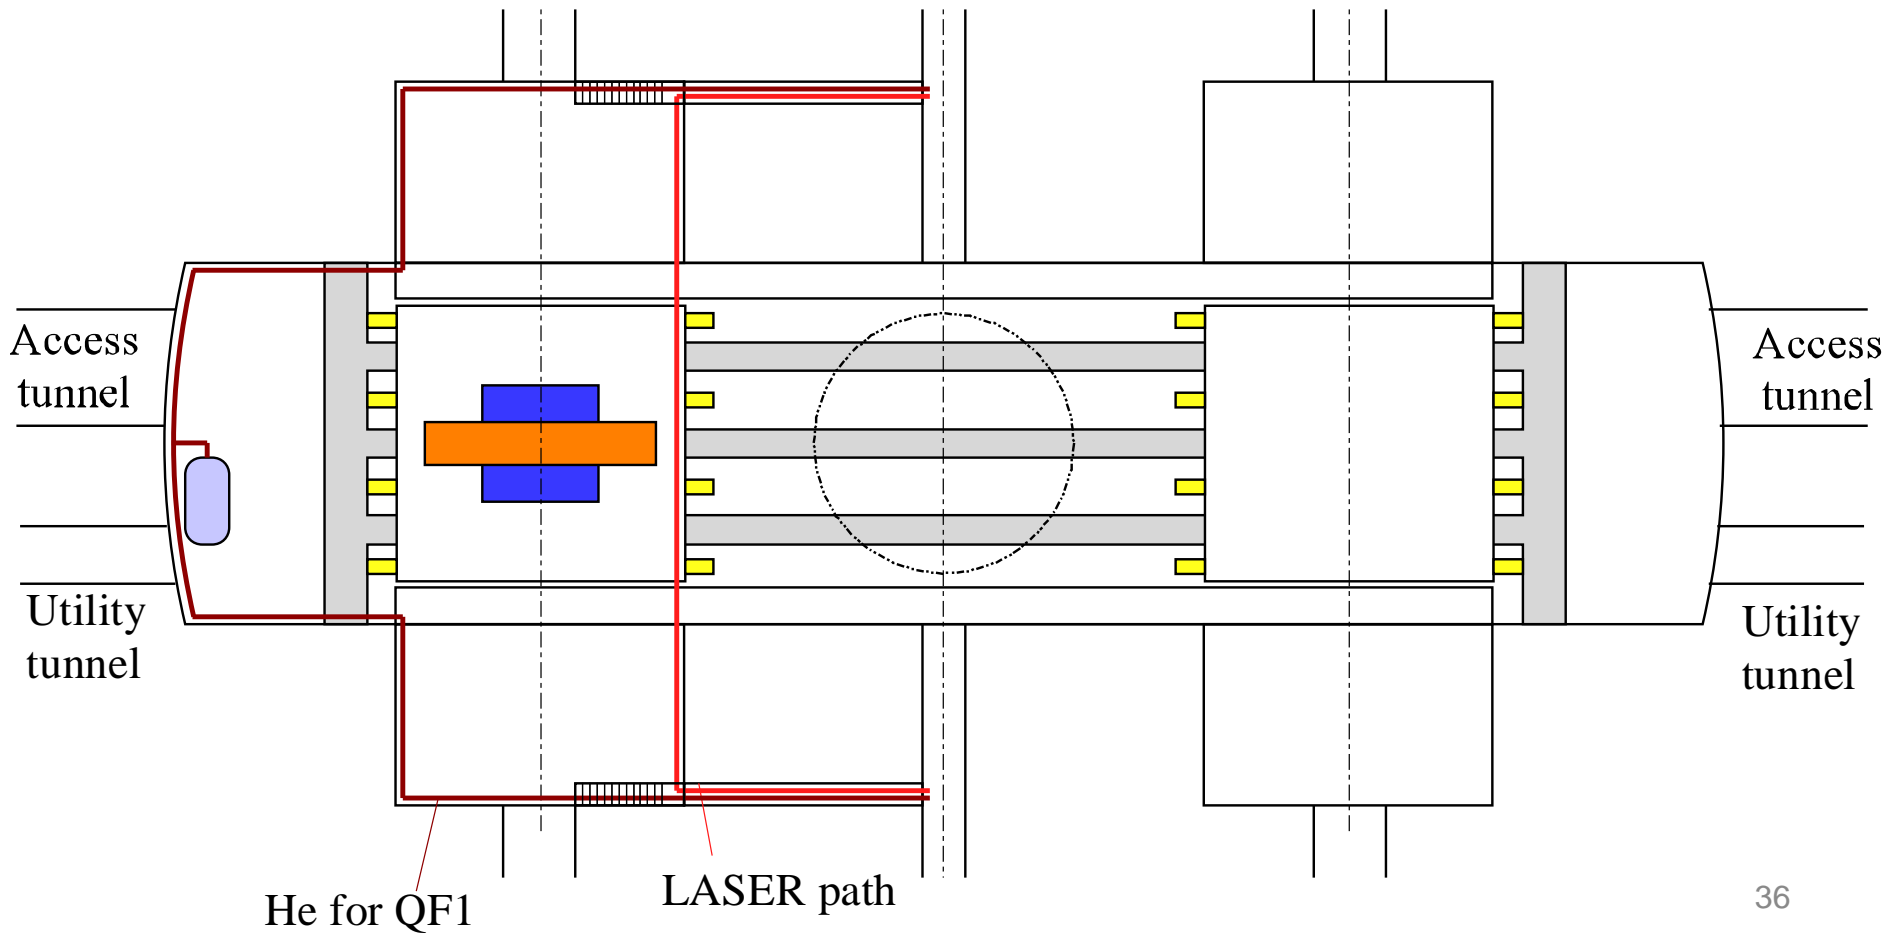 Access
tunnel
Access
tunnel
Utility
tunnel
Utility
tunnel
LASER path
He for QF1
36